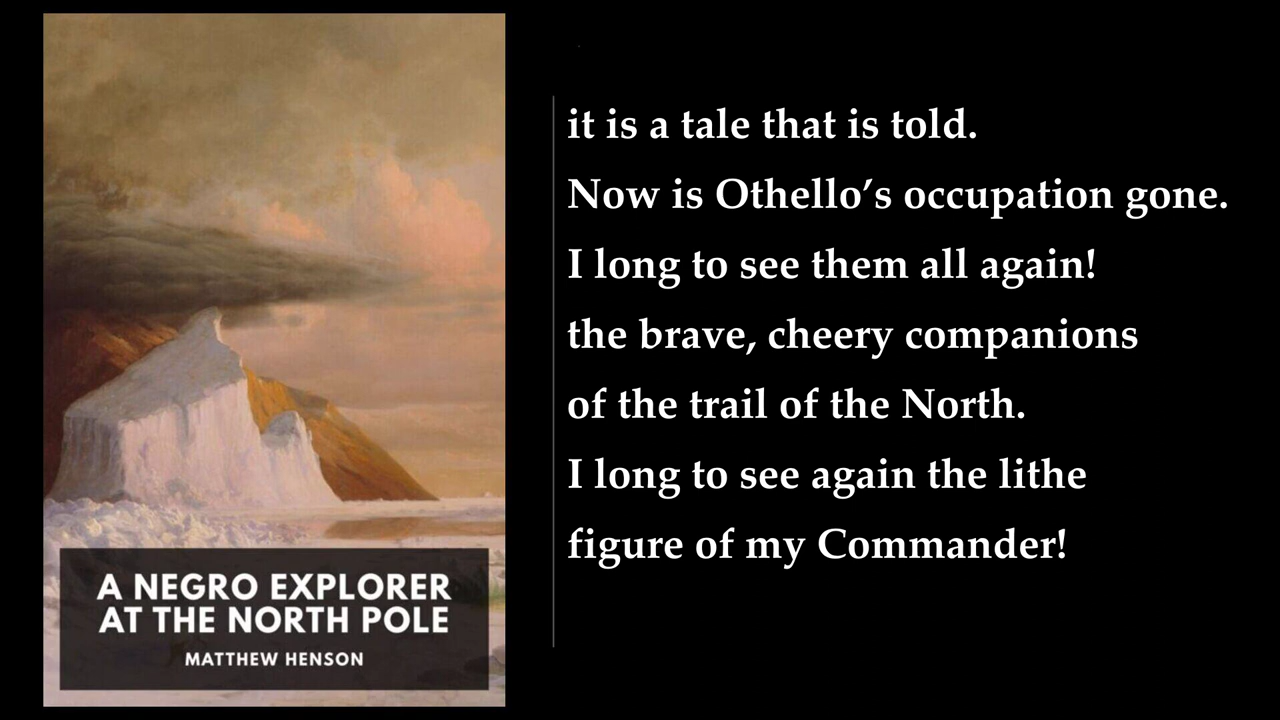 A NEGRO EXPLORER
AT THE NORTH POLE
MATTHEW HENSON
it is a tale that is told.
Now is Othello’s occupation gone.
I long to see them all again!
the brave, cheery companions
of the trail of the North.
I long to see again the lithe
figure of my Commander!